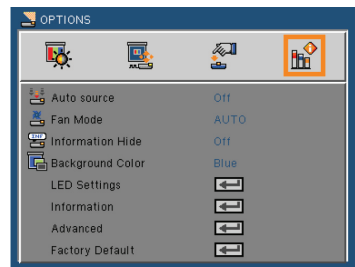 OPTIONS
Auto source Off
Fan Mode AUTO
INF Information Hide Off
Background Color Blue
LED Settings
Information
Advanced
Factory Default